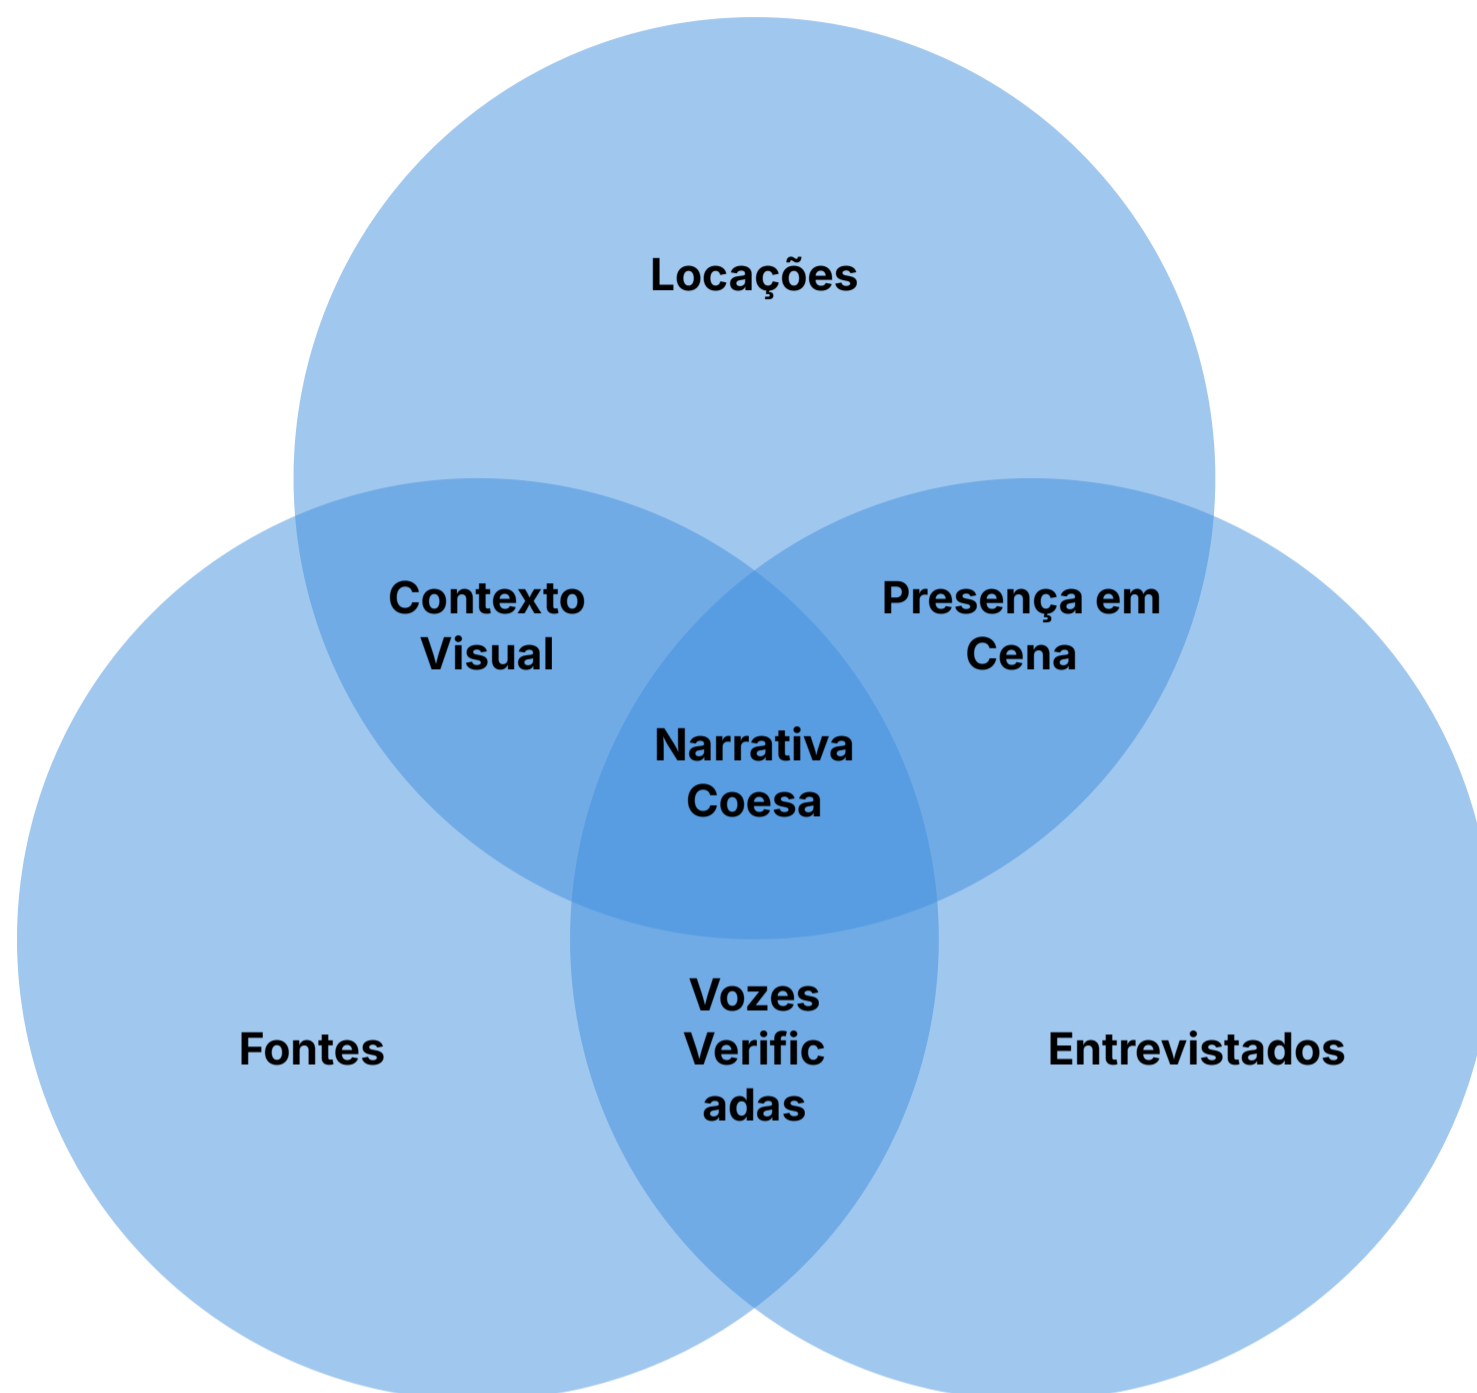 Locações
Contexto
Visual
Presença em
Cena
Narrativa
Coesa
Fontes
Vozes
Verific
adas
Entrevistados